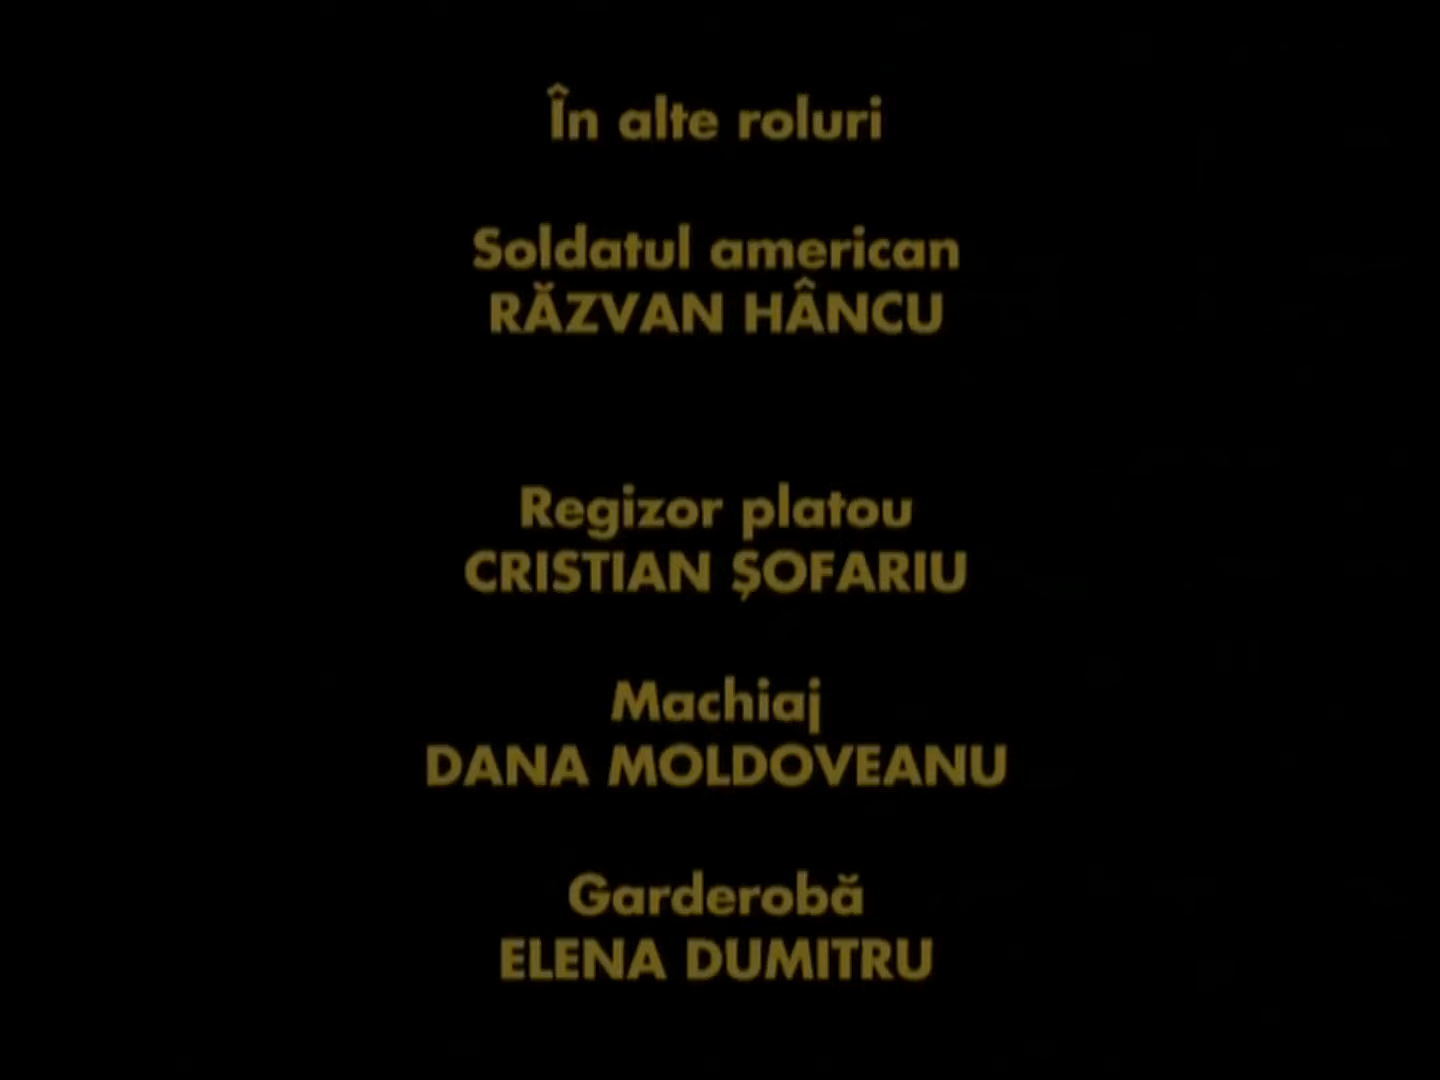 În alte roluri
Soldatul american
RĂZVAN HÂNCU
Regizor platou
CRISTIAN ȘOFARIU
Machiaj
DANA MOLDOVEANU
Garderobă
ELENA DUMITRU